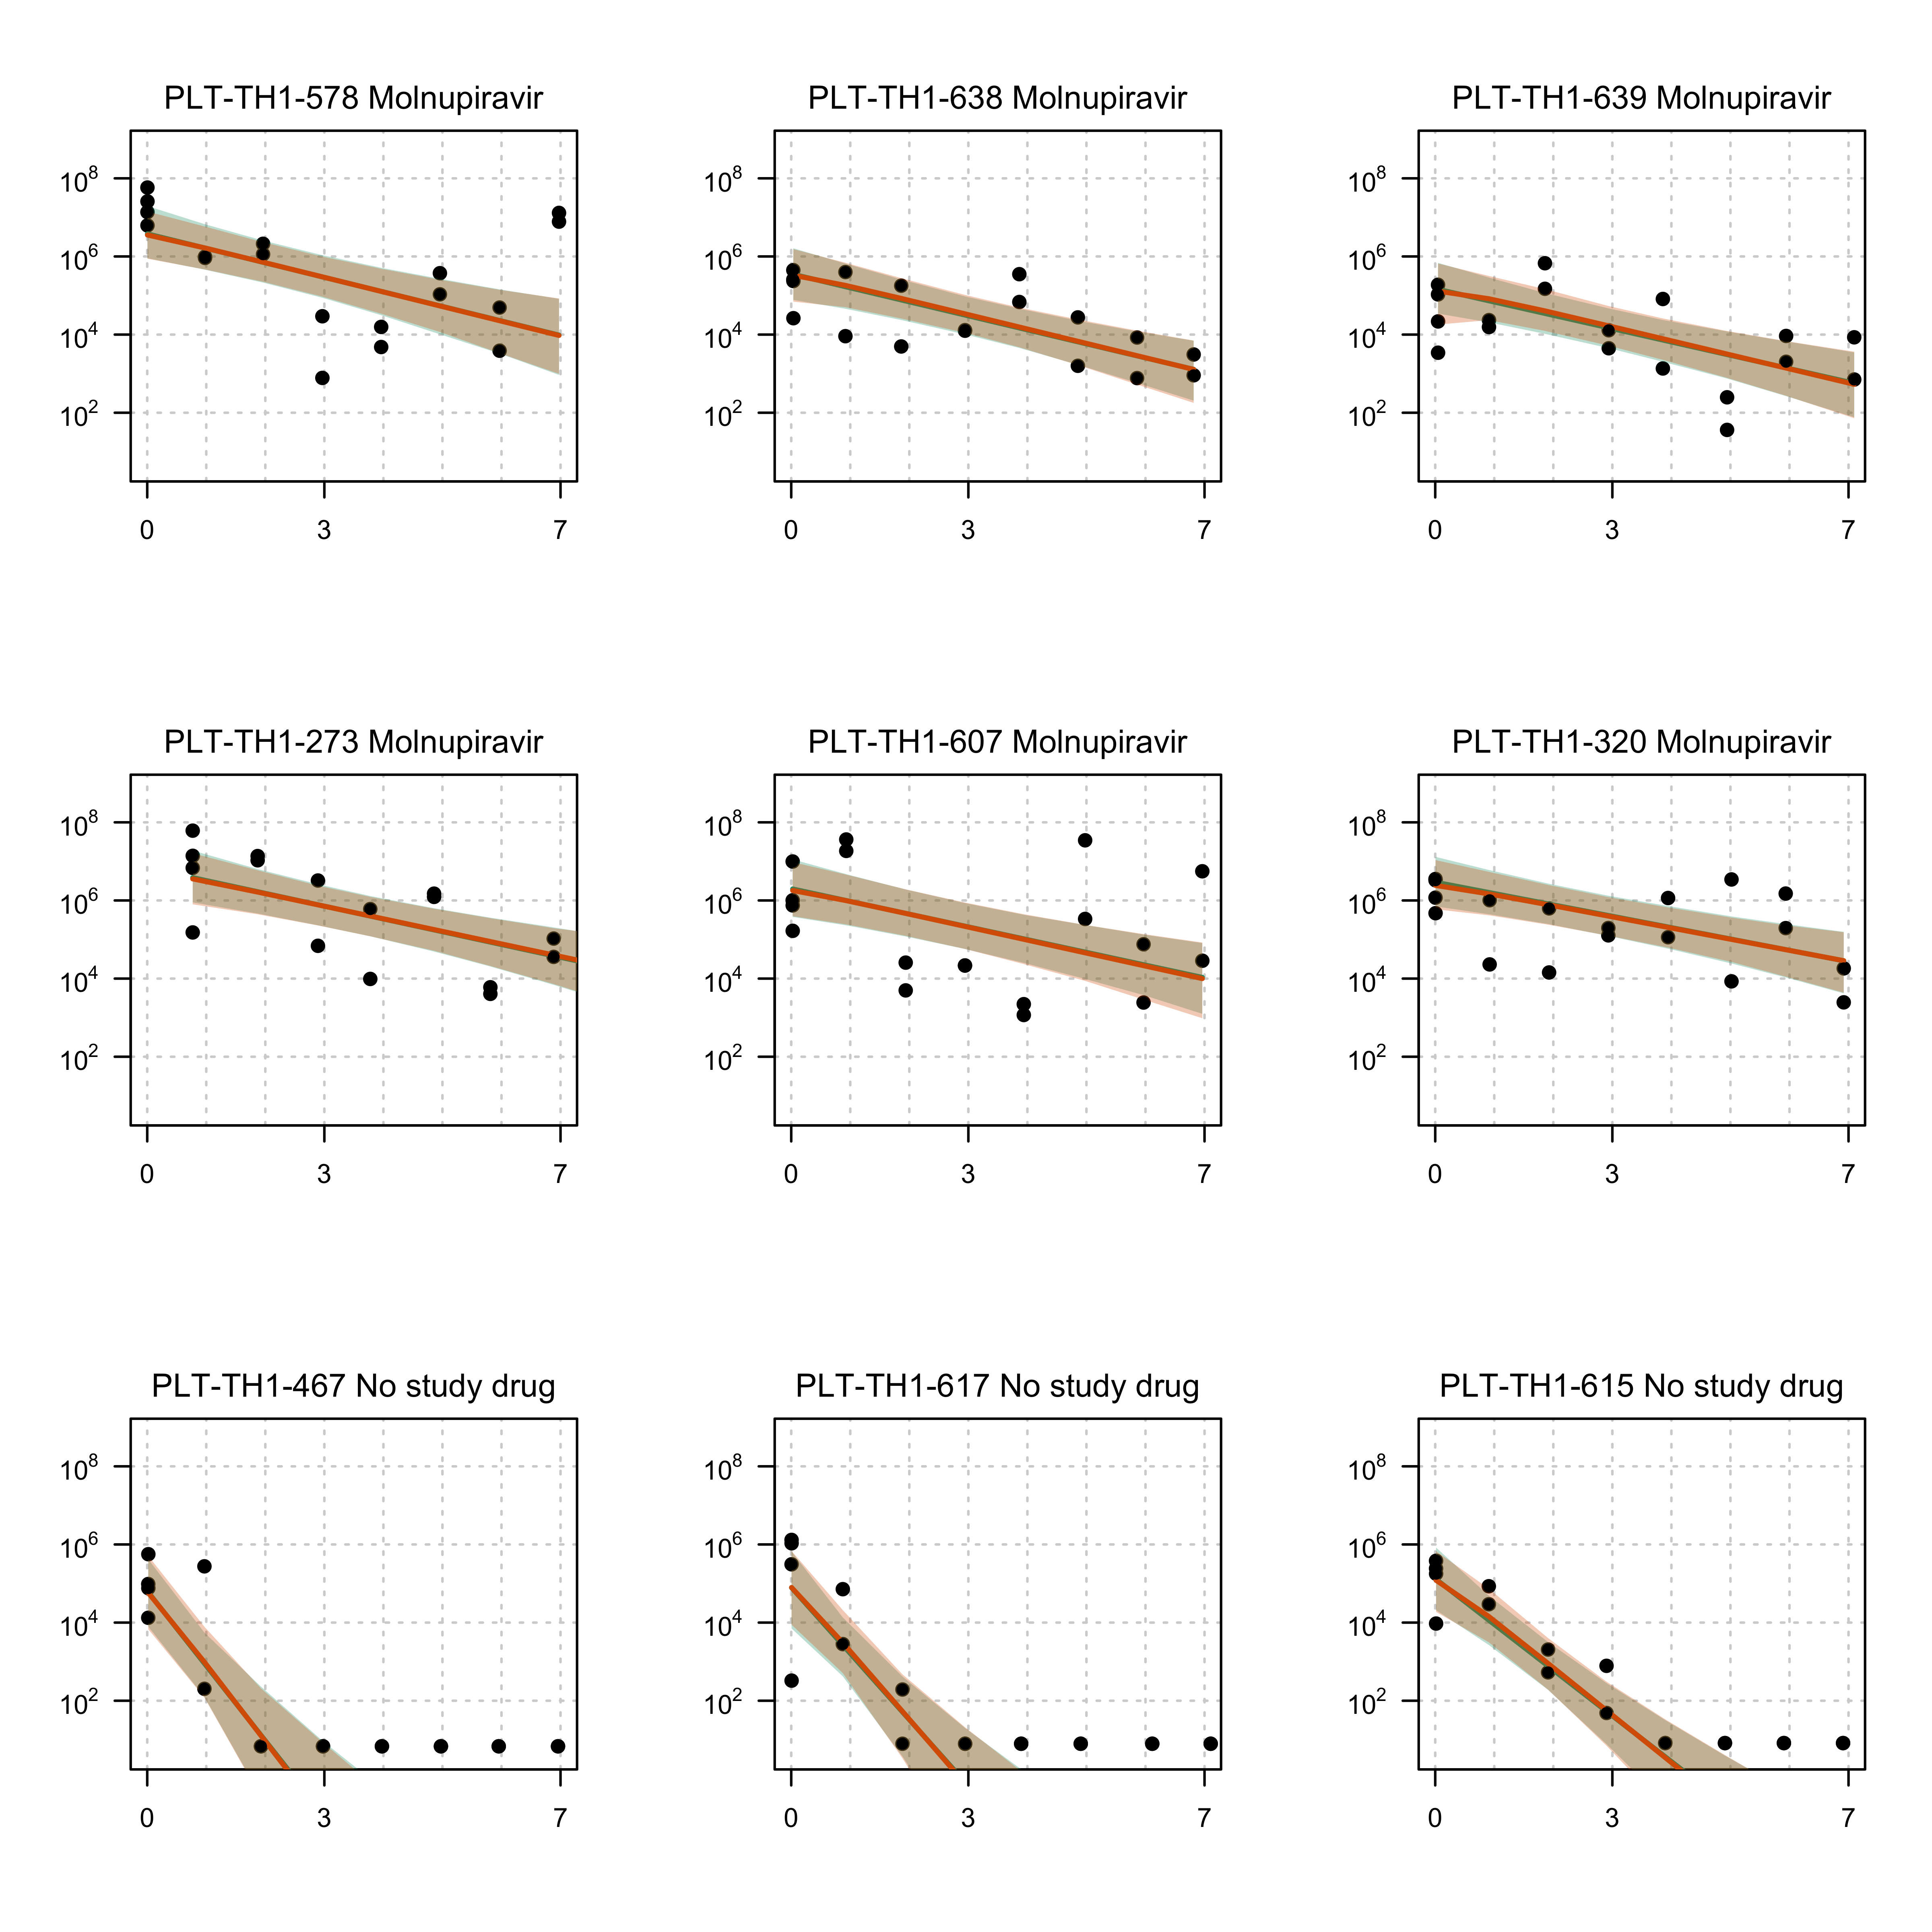 PLT-TH1-578 Molnupiravir
10^8
10^6
10^4
10^2
0 3 7
PLT-TH1-638 Molnupiravir
10^8
10^6
10^4
10^2
0 3 7
PLT-TH1-639 Molnupiravir
10^8
10^6
10^4
10^2
0 3 7
PLT-TH1-273 Molnupiravir
10^8
10^6
10^4
10^2
0 3 7
PLT-TH1-607 Molnupiravir
10^8
10^6
10^4
10^2
0 3 7
PLT-TH1-320 Molnupiravir
10^8
10^6
10^4
10^2
0 3 7
PLT-TH1-467 No study drug
10^8
10^6
10^4
10^2
0 3 7
PLT-TH1-617 No study drug
10^8
10^6
10^4
10^2
0 3 7
PLT-TH1-615 No study drug
10^8
10^6
10^4
10^2
0 3 7